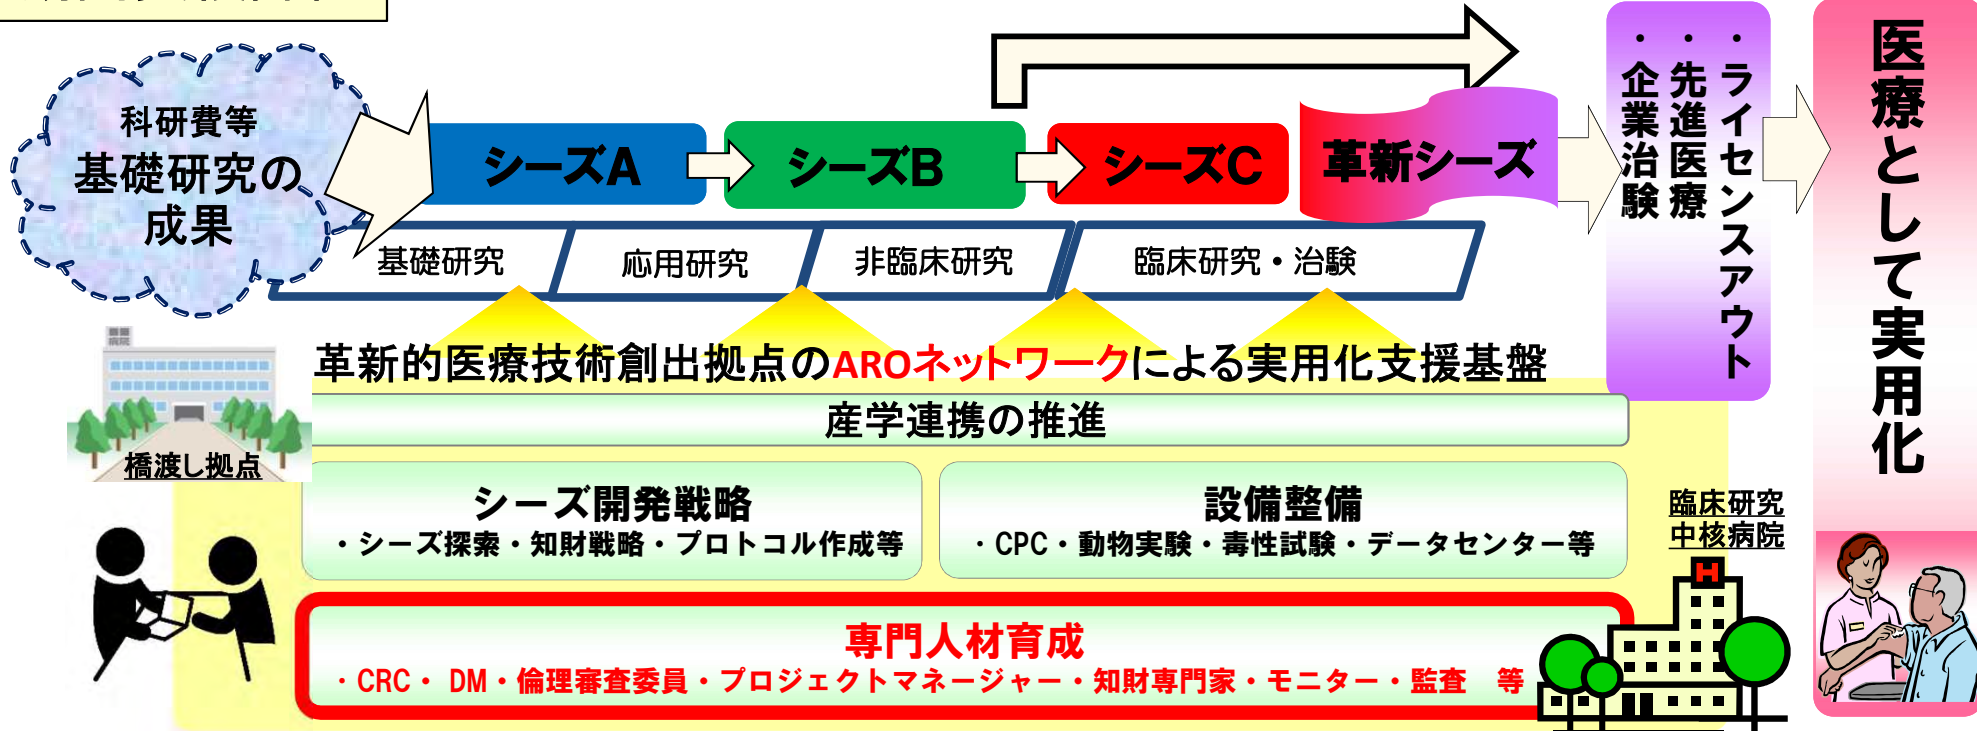 科研費等
基礎研究の
成果
シーズA
シーズB
シーズC
革新シーズ
・ライセンスアウト
・先進医療
・企業治験
医療として実用化
基礎研究
応用研究
非臨床研究
臨床研究・治験
病院
革新的医療技術創出拠点のAROネットワークによる実用化支援基盤
産学連携の推進
橋渡し拠点
シーズ開発戦略
・シーズ探索・知財戦略・プロトコル作成等
設備整備
・CPC・動物実験・毒性試験・データセンター等
臨床研究
中核病院
H
専門人材育成
・CRC・ DM・倫理審査委員・プロジェクトマネージャー・知財専門家・モニター・監査　等